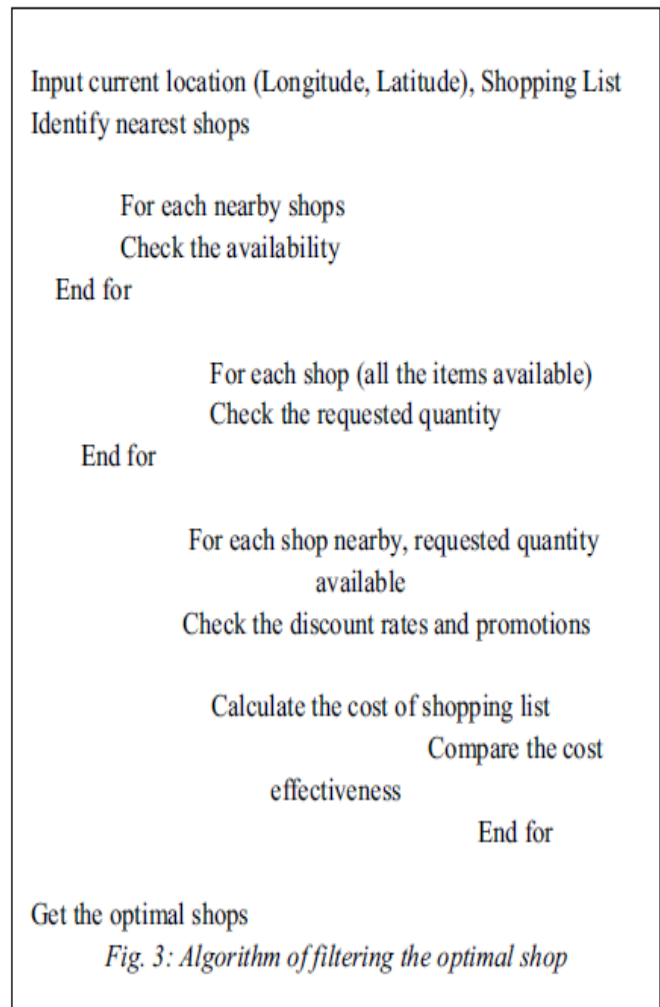 Input current location (Longitude, Latitude), Shopping List
Identify nearest shops
For each nearby shops
Check the availability
End for
For each shop (all the items available)
Check the requested quantity
End for
For each shop nearby, requested quantity
available
Check the discount rates and promotions
Calculate the cost of shopping list
Compare the cost
effectiveness
End for
Get the optimal shops
Fig. 3: Algorithm of filtering the optimal shop